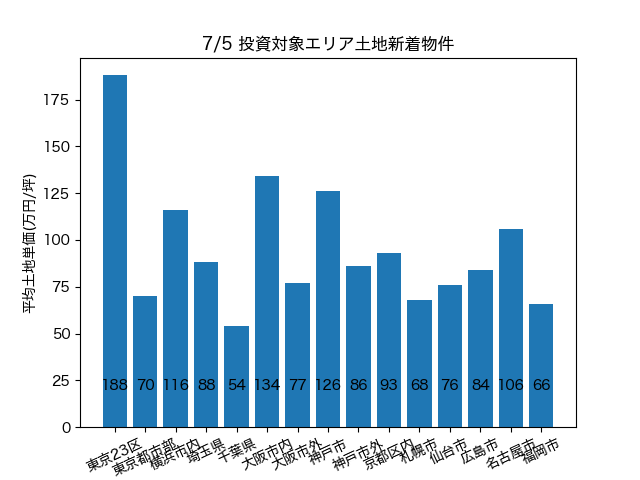 7/5 投資対象エリア土地新着物件
平均土地単価(万円/坪)
175
150
125
100
75
50
25
0
188 70 116 88 54 134 77 126 86 93 68 76 84 106 66
東京23区 東京都市部 横浜市内 埼玉県 千葉県 大阪市内 大阪市外 神戸市 神戸市外 京都区内 札幌市 仙台市 広島市 名古屋市 福岡市